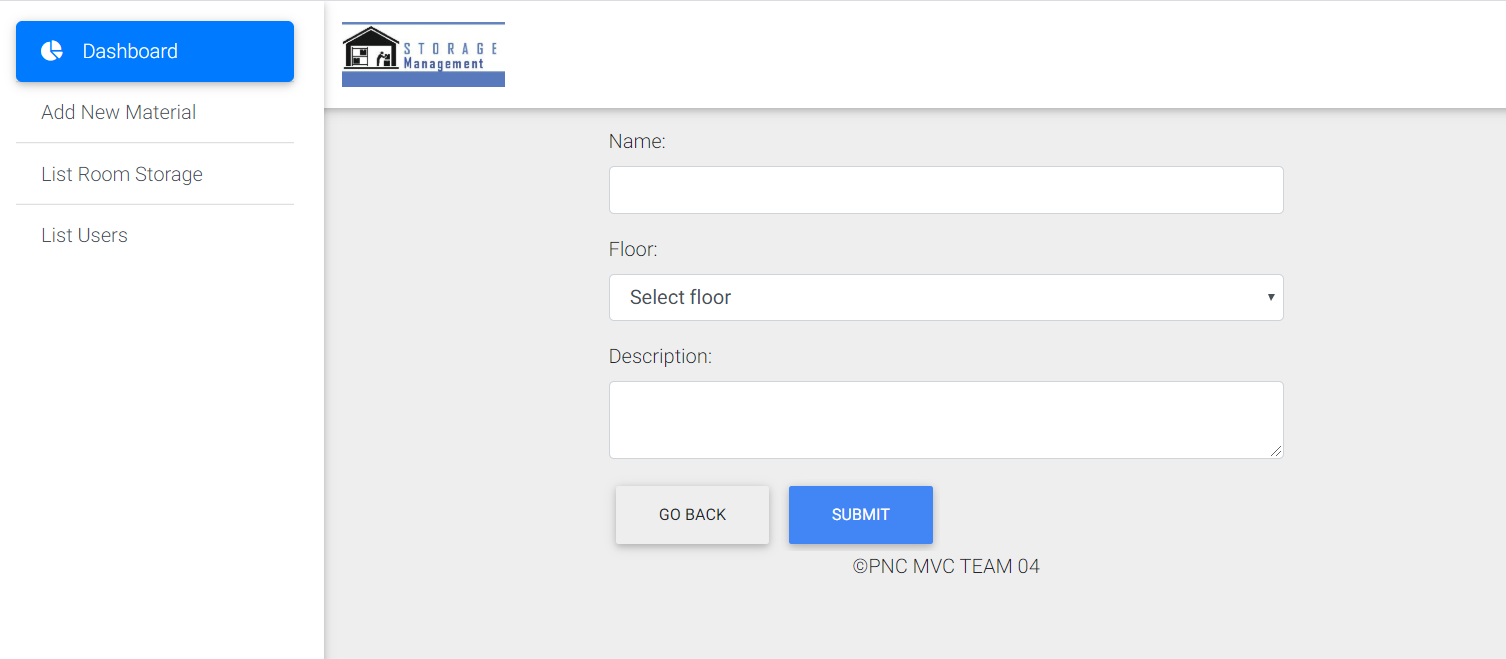 Dashboard
Add New Material
List Room Storage
List Users
STORAGE
Management
Name:
Floor:
Select floor
Description:
GO BACK
SUBMIT
©PNC MVC TEAM 04